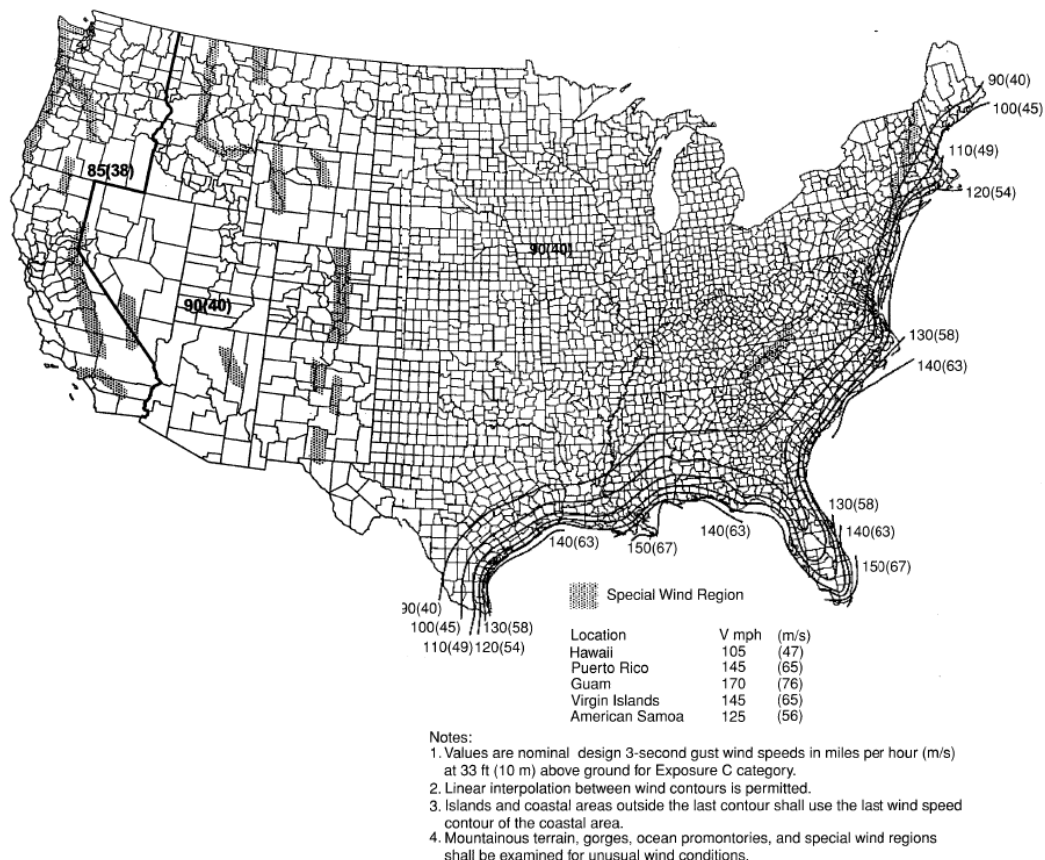 90(40)
100(45)
110(49)
120(54)
85(38)
90(40)
90(40)
130(58)
140(63)
130(58)
140(63)
140(63)
140(63)
150(67)
150(67)
90(40)
100(45)
130(58)
110(49) 120(54)
Special Wind Region
Location V mph (m/s)
Hawaii 105 (47)
Puerto Rico 145 (65)
Guam 170 (76)
Virgin Islands 145 (65)
American Samoa 125 (56)
Notes:
1. Values are nominal design 3-second gust wind speeds in miles per hour (m/s)
at 33 ft (10 m) above ground for Exposure C category.
2. Linear interpolation between wind contours is permitted.
3. Islands and coastal areas outside the last contour shall use the last wind speed
contour of the coastal area.
4. Mountainous terrain, gorges, ocean promontories, and special wind regions
shall be examined for unusual wind conditions.